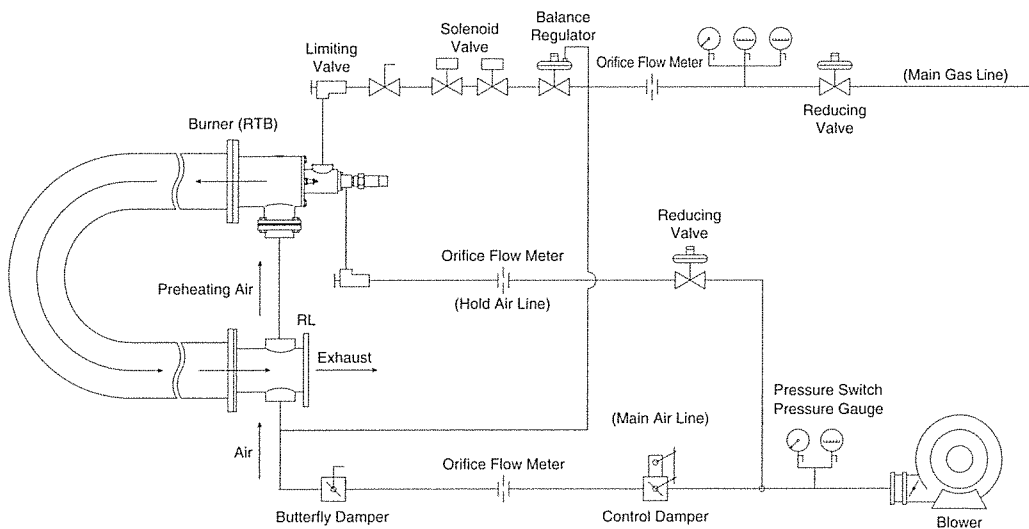 Balance
Regulator
Solenoid
Valve
Limiting
Valve
Orifice Flow Meter
(Main Gas Line)
Reducing
Valve
Burner (RTB)
Reducing
Valve
Orifice Flow Meter
Preheating Air
(Hold Air Line)
RL
Exhaust
Pressure Switch
Pressure Gauge
(Main Air Line)
Air
Orifice Flow Meter
Butterfly Damper
Control Damper
Blower